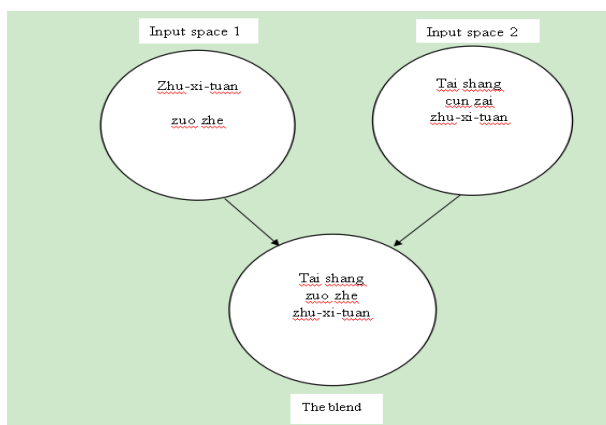 Input space 1
Input space 2
Zhu-xi-tuan
zuo zhe
Tai shang
cun zai
zhu-xi-tuan
Tai shang
zuo zhe
zhu-xi-tuan
The blend